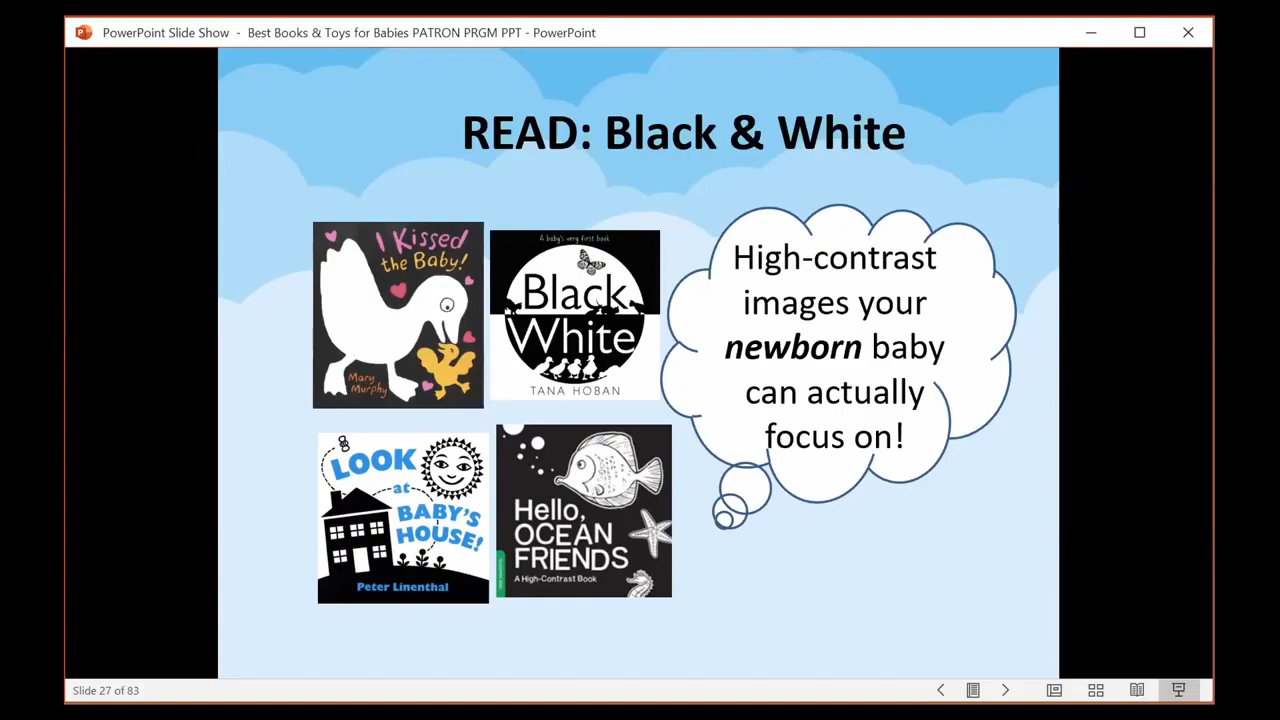 PowerPoint Slide Show - Best Books & Toys for Babies PATRON PRGM PPT - PowerPoint
READ: Black & White
I Kissed
the Baby!
Mary
Murphy
A baby's very first book
Black
White
TANA HOBAN
High-contrast
images your
newborn baby
can actually
focus on!
LOOK
at
BABY'S
HOUSE!
Peter Linenthal
Hello,
OCEAN
FRIENDS
A High-Contrast Book
Slide 27 of 83